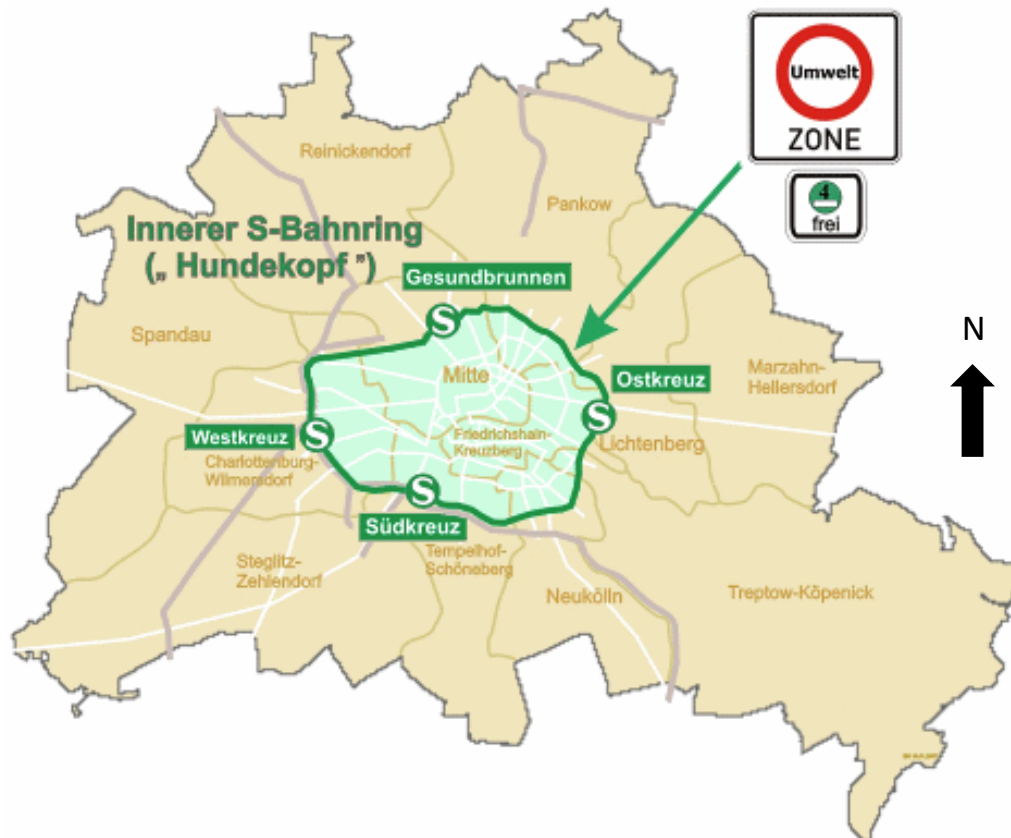 Umwelt
ZONE
4
frei
Reinickendorf
Pankow
Innerer S-Bahnring
(„ Hundekopf ”)
Gesundbrunnen
S
Spandau
N
Mitte
Ostkreuz
Marzahn-
Hellersdorf
S
Westkreuz
S
Friedrichshain-
Kreuzberg
Lichtenberg
Charlottenburg-
Wilmersdorf
S
Südkreuz
Tempelhof-
Schöneberg
Steglitz-
Zehlendorf
Neukölln
Treptow-Köpenick